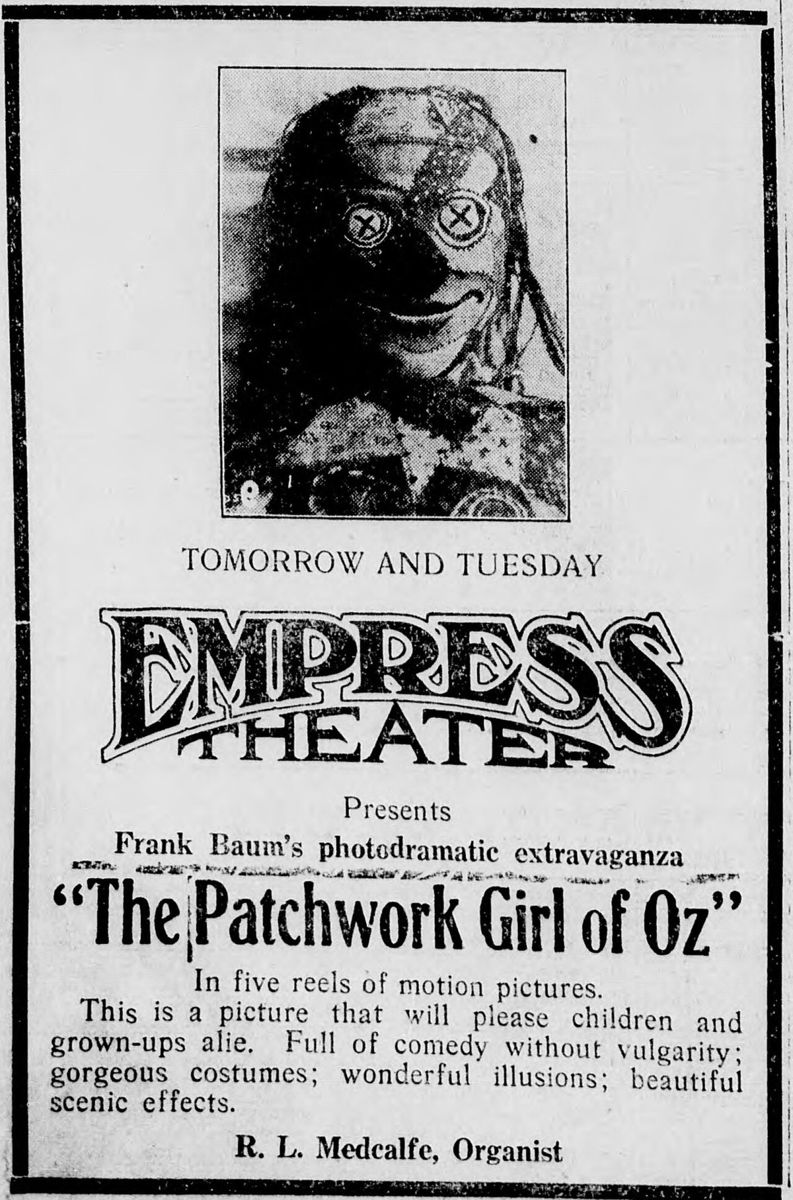 TOMORROW AND TUESDAY
EMPRESS
THEATER
Presents
Frank Baum's photodramatic extravaganza
"The Patchwork Girl of Oz"
In five reels of motion pictures.
This is a picture that will please children and
grown-ups alie. Full of comedy without vulgarity;
gorgeous costumes; wonderful illusions; beautiful
scenic effects.
R. L. Medcalfe, Organist